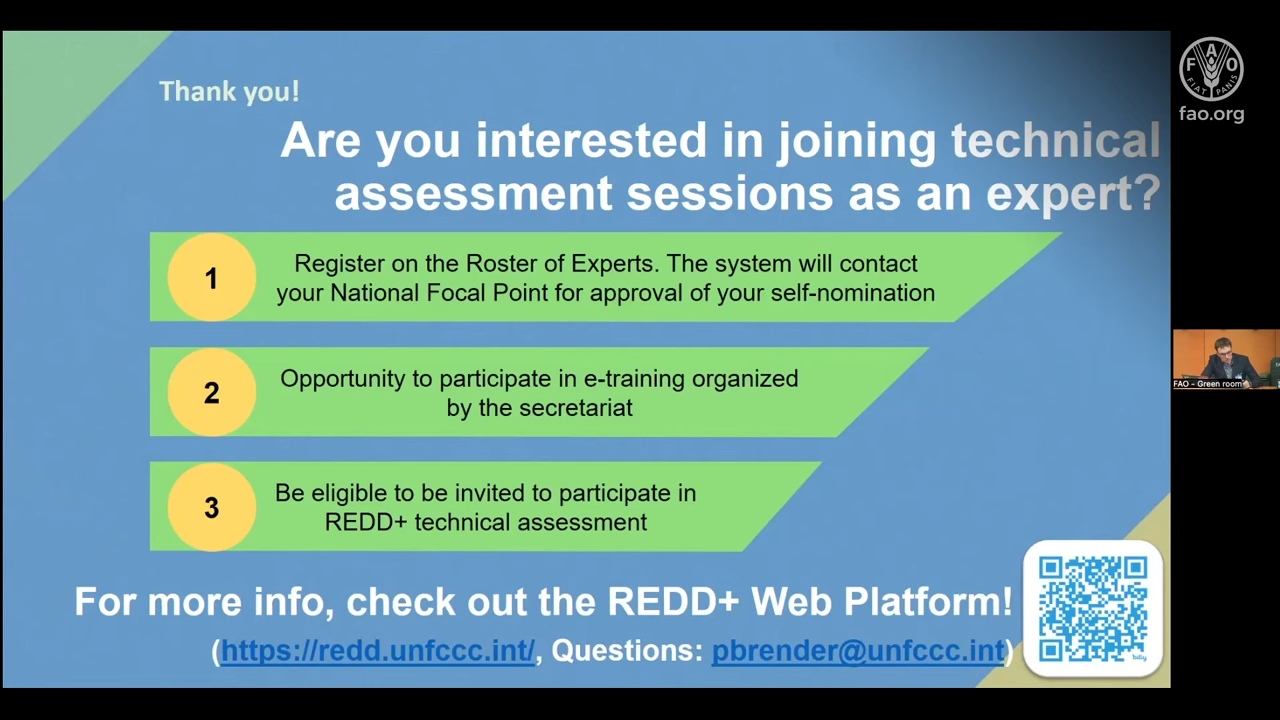 Thank you!
Are you interested in joining technical
assessment sessions as an expert?
1
Register on the Roster of Experts. The system will contact
your National Focal Point for approval of your self-nomination
2
Opportunity to participate in e-training organized
by the secretariat
3
Be eligible to be invited to participate in
REDD+ technical assessment
For more info, check out the REDD+ Web Platform!
(https://redd.unfccc.int/, Questions: pbrender@unfccc.int)
bitly
F A O
FIAT PANIS
fao.org
FAO - Green room